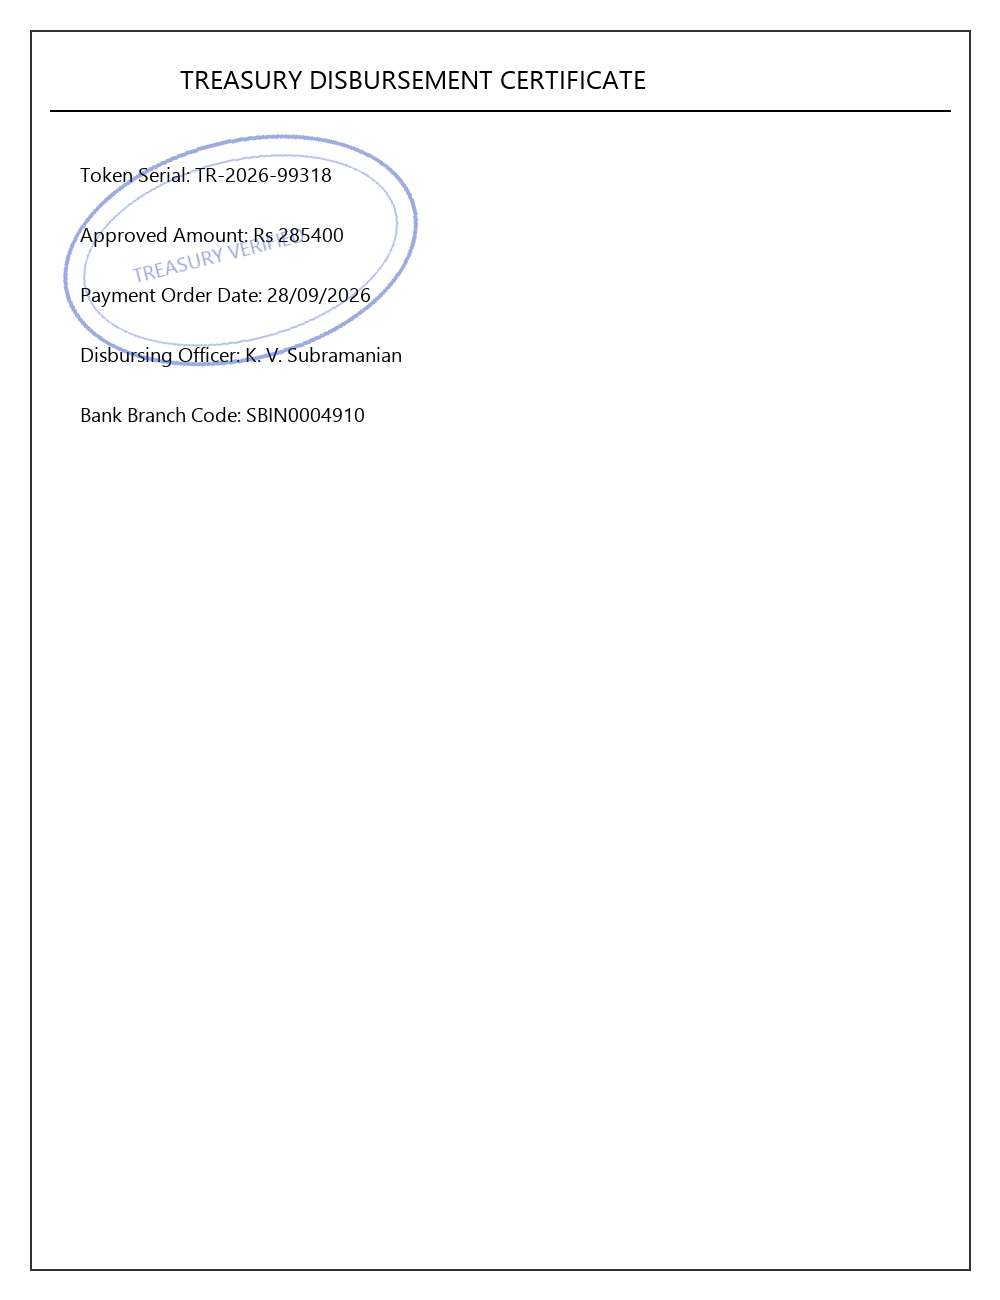 TREASURY DISBURSEMENT CERTIFICATE
Token Serial: TR-2026-99318
Approved Amount: Rs 285400
TREASURY VERIFIED
Payment Order Date: 28/09/2026
Disbursing Officer: K. V. Subramanian
Bank Branch Code: SBIN0004910